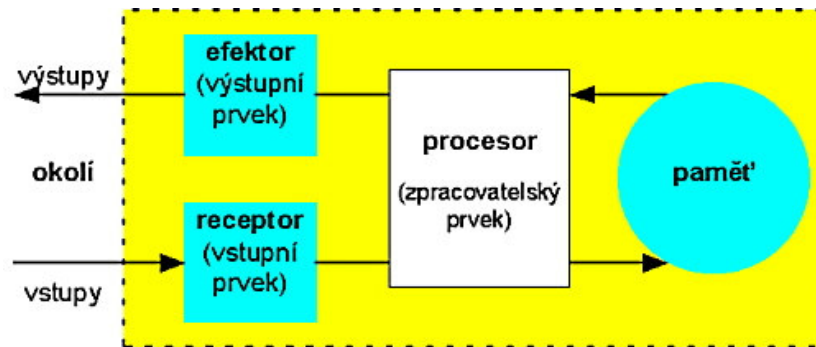 výstupy
okolí
vstupy
efektor
(výstupní
prvek)
receptor
(vstupní
prvek)
procesor
(zpracovatelský
prvek)
paměť